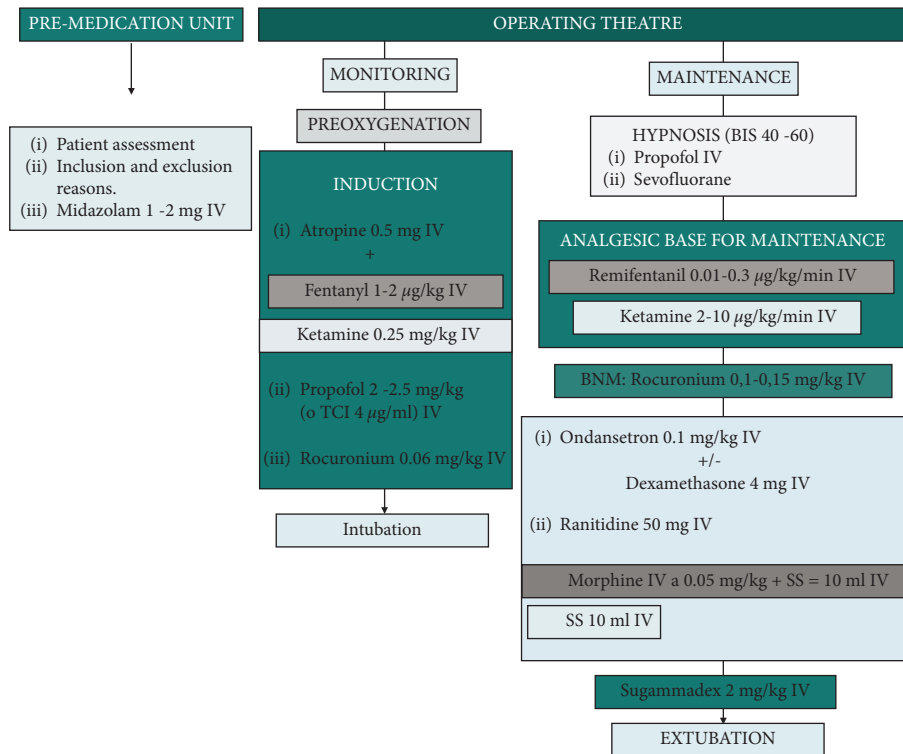 PRE-MEDICATION UNIT
(i) Patient assessment
(ii) Inclusion and exclusion
reasons.
(iii) Midazolam 1 -2 mg IV
OPERATING THEATRE
MONITORING
PREOXYGENATION
INDUCTION
(i) Atropine 0.5 mg IV
+
Fentanyl 1-2 µg/kg IV
Ketamine 0.25 mg/kg IV
(ii) Propofol 2 -2.5 mg/kg
(o TCI 4 µg/ml) IV
(iii) Rocuronium 0.06 mg/kg IV
Intubation
MAINTENANCE
HYPNOSIS (BIS 40 -60)
(i) Propofol IV
(ii) Sevofluorane
ANALGESIC BASE FOR MAINTENANCE
Remifentanil 0.01-0.3 µg/kg/min IV
Ketamine 2-10 µg/kg/min IV
BNM: Rocuronium 0,1-0,15 mg/kg IV
(i) Ondansetron 0.1 mg/kg IV
+/-
Dexamethasone 4 mg IV
(ii) Ranitidine 50 mg IV
Morphine IV a 0.05 mg/kg + SS = 10 ml IV
SS 10 ml IV
Sugammadex 2 mg/kg IV
EXTUBATION